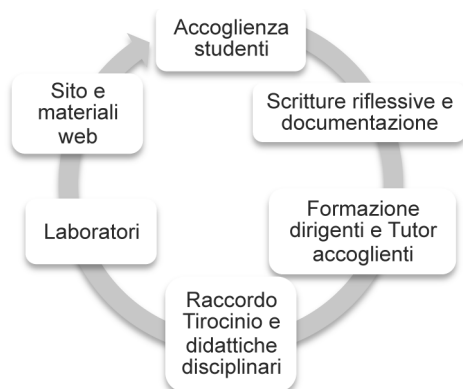 Accoglienza
studenti
Scritture riflessive e
documentazione
Formazione
dirigenti e Tutor
accoglienti
Raccordo
Tirocinio e
didattiche
disciplinari
Laboratori
Sito e
materiali
web